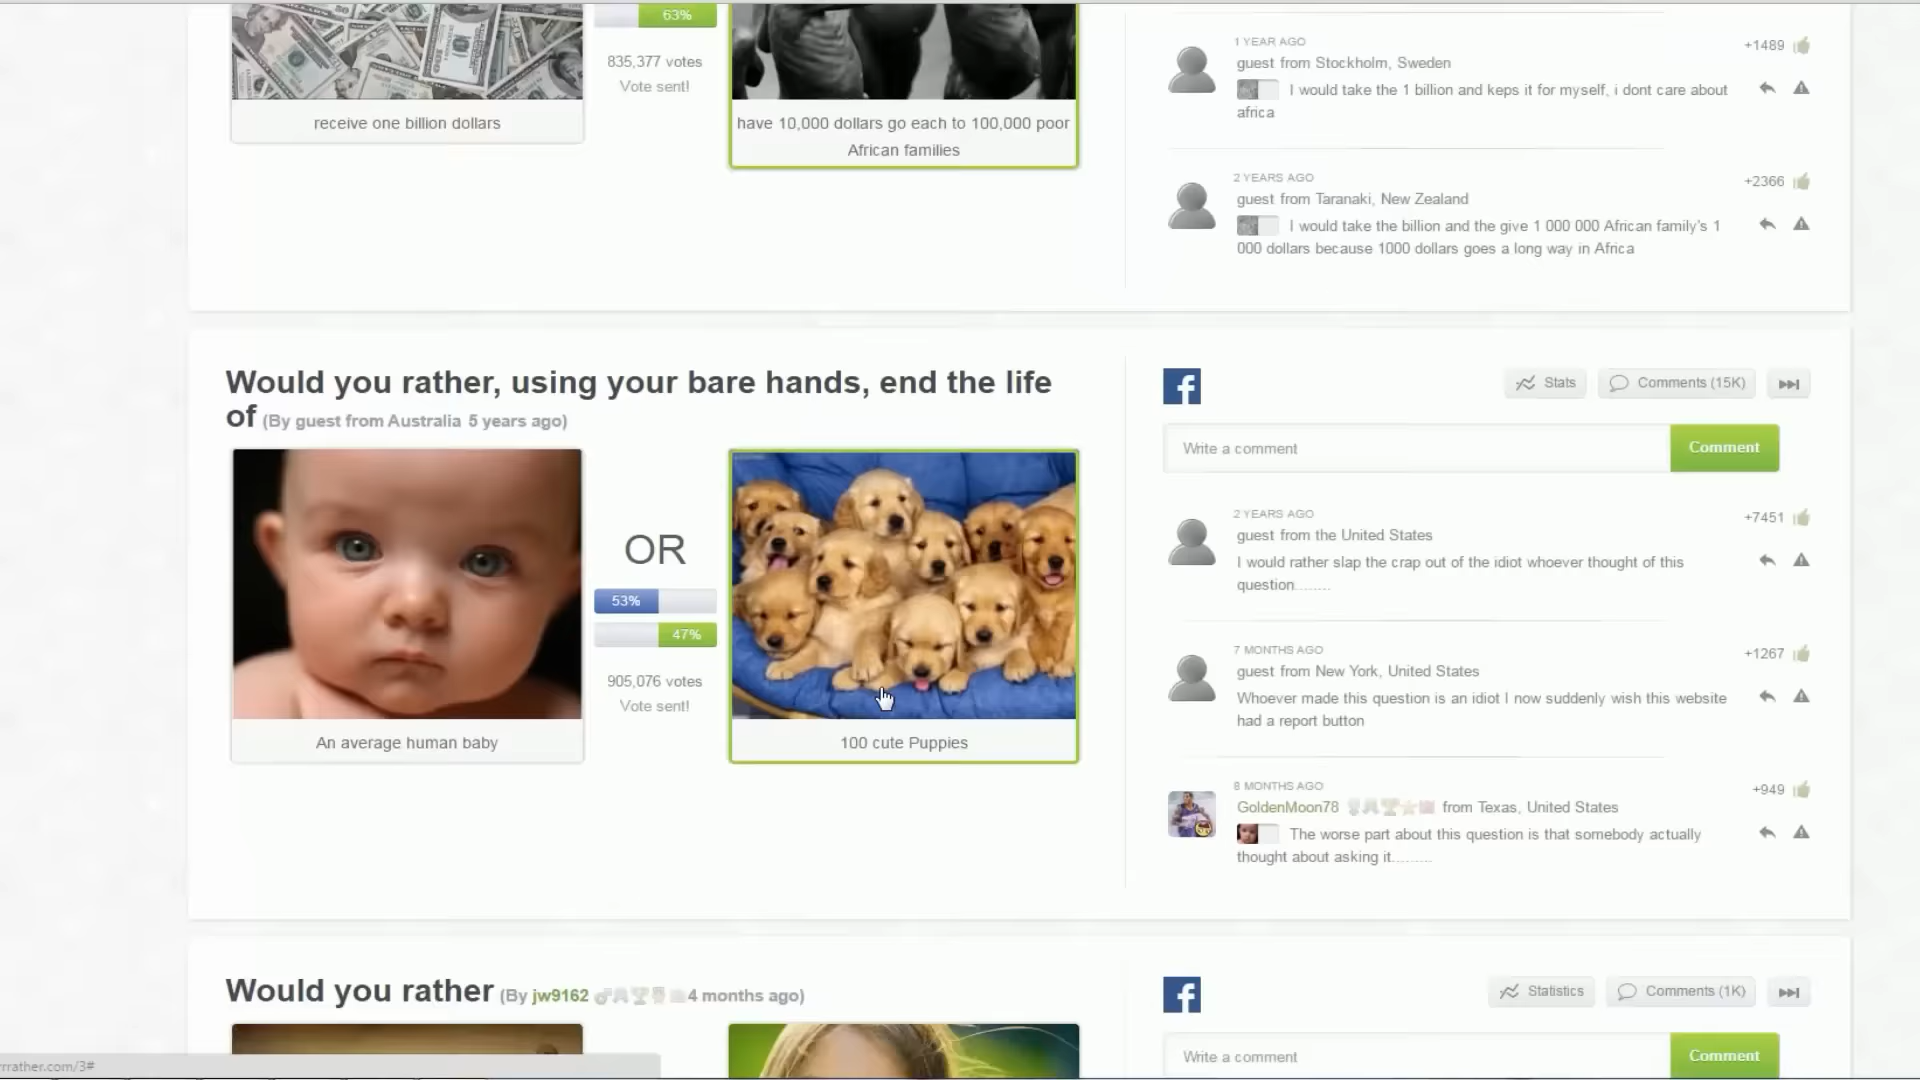 63%
835,377 votes
Vote sent!
receive one billion dollars
have 10,000 dollars go each to 100,000 poor
African families
1 YEAR AGO
guest from Stockholm, Sweden
+1489
I would take the 1 billion and keps it for myself, i dont care about
africa
2 YEARS AGO
guest from Taranaki, New Zealand
+2366
I would take the billion and the give 1 000 000 African family's 1
000 dollars because 1000 dollars goes a long way in Africa
Would you rather, using your bare hands, end the life
of (By guest from Australia 5 years ago)
OR
53%
47%
905,076 votes
Vote sent!
An average human baby
100 cute Puppies
f
Stats
Comments (15K)
Write a comment
Comment
2 YEARS AGO
guest from the United States
+7451
I would rather slap the crap out of the idiot whoever thought of this
question........
7 MONTHS AGO
guest from New York, United States
+1267
Whoever made this question is an idiot I now suddenly wish this website
had a report button
8 MONTHS AGO
GoldenMoon78 from Texas, United States
+949
The worse part about this question is that somebody actually
thought about asking it.........
Would you rather (By jw9162 4 months ago)
f
Statistics
Comments (1K)
Write a comment
Comment
rrather.com/3#